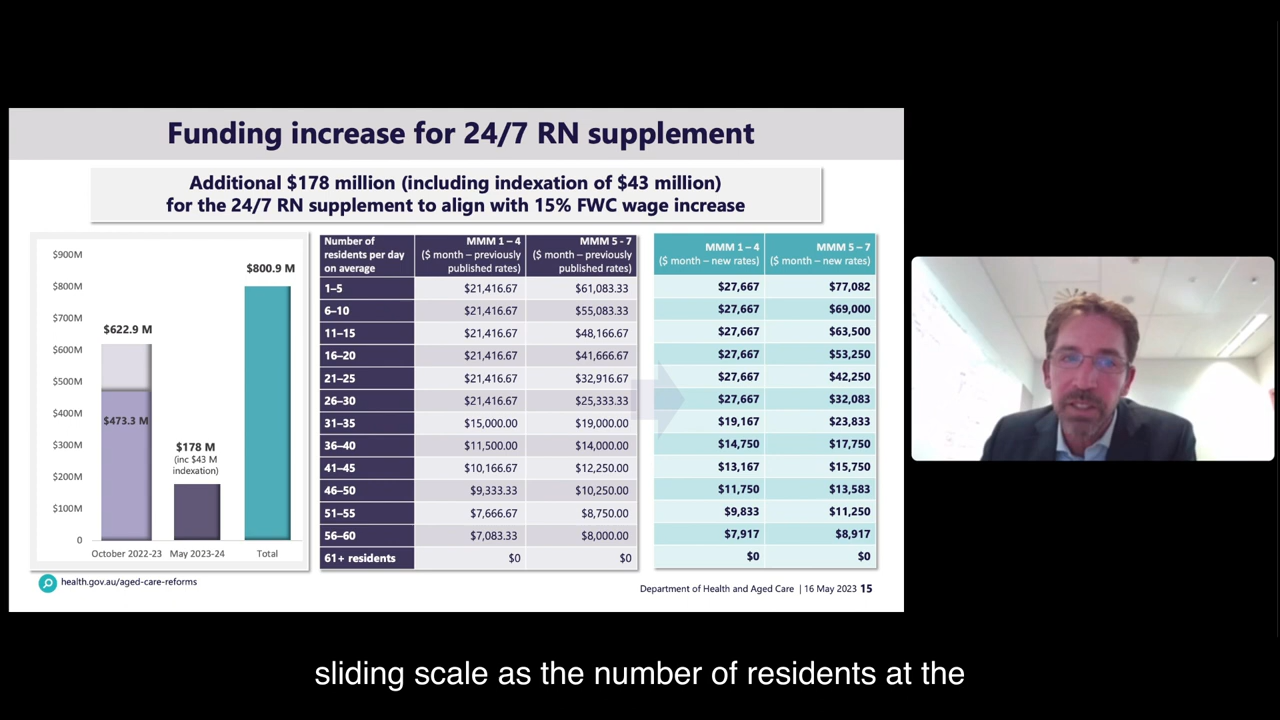 Funding increase for 24/7 RN supplement
Additional $178 million (including indexation of $43 million)
for the 24/7 RN supplement to align with 15% FWC wage increase
$900M
$800M
$700M
$600M
$500M
$400M
$300M
$200M
$100M
0
$622.9 M
$473.3 M
$178 M
(inc $43 M
indexation)
$800.9 M
October 2022-23 May 2023-24 Total
Number of
residents per day
on average
MMM 1 – 4
($ month – previously
published rates)
MMM 5 - 7
($ month – previously
published rates)
MMM 1 – 4
($ month – new rates)
MMM 5 – 7
($ month – new rates)
1–5 $21,416.67 $61,083.33 $27,667 $77,082
6–10 $21,416.67 $55,083.33 $27,667 $69,000
11–15 $21,416.67 $48,166.67 $27,667 $63,500
16–20 $21,416.67 $41,666.67 $27,667 $53,250
21–25 $21,416.67 $32,916.67 $27,667 $42,250
26–30 $21,416.67 $25,333.33 $27,667 $32,083
31–35 $15,000.00 $19,000.00 $19,167 $23,833
36–40 $11,500.00 $14,000.00 $14,750 $17,750
41–45 $10,166.67 $12,250.00 $13,167 $15,750
46–50 $9,333.33 $10,250.00 $11,750 $13,583
51–55 $7,666.67 $8,750.00 $9,833 $11,250
56–60 $7,083.33 $8,000.00 $7,917 $8,917
61+ residents $0 $0 $0 $0
health.gov.au/aged-care-reforms
Department of Health and Aged Care | 16 May 2023 15
sliding scale as the number of residents at the